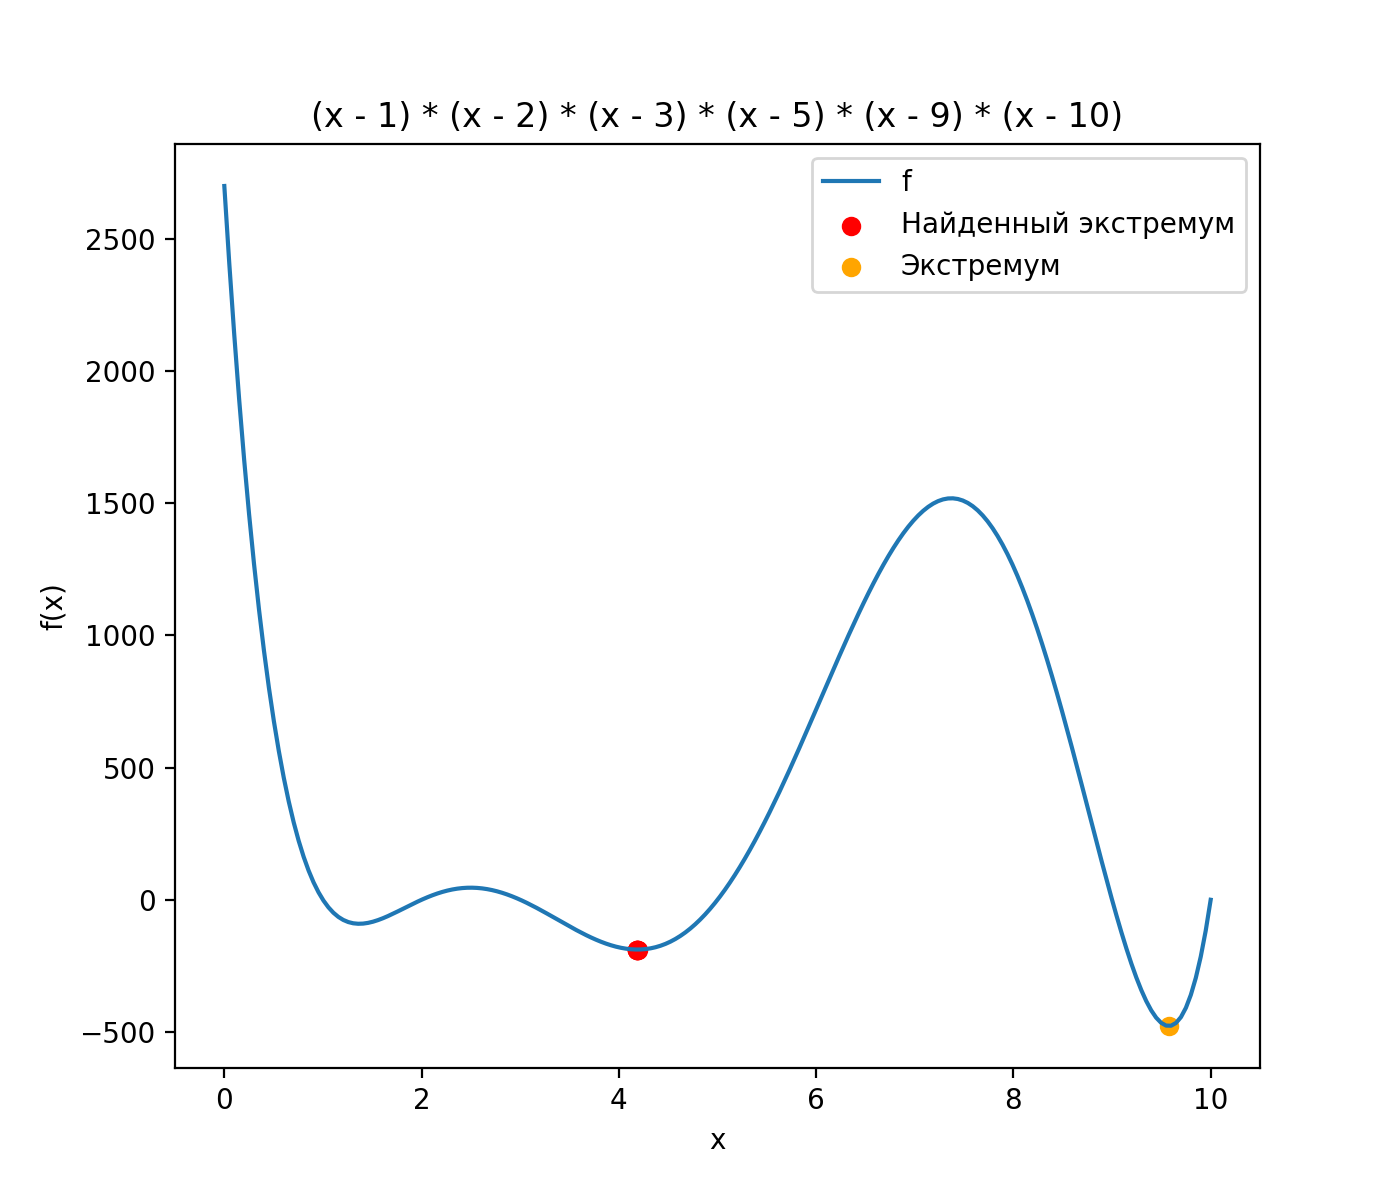 (x - 1) * (x - 2) * (x - 3) * (x - 5) * (x - 9) * (x - 10)
f
Найденный экстремум
Экстремум
2500
2000
1500
1000
500
0
−500
f(x)
0 2 4 6 8 10
x